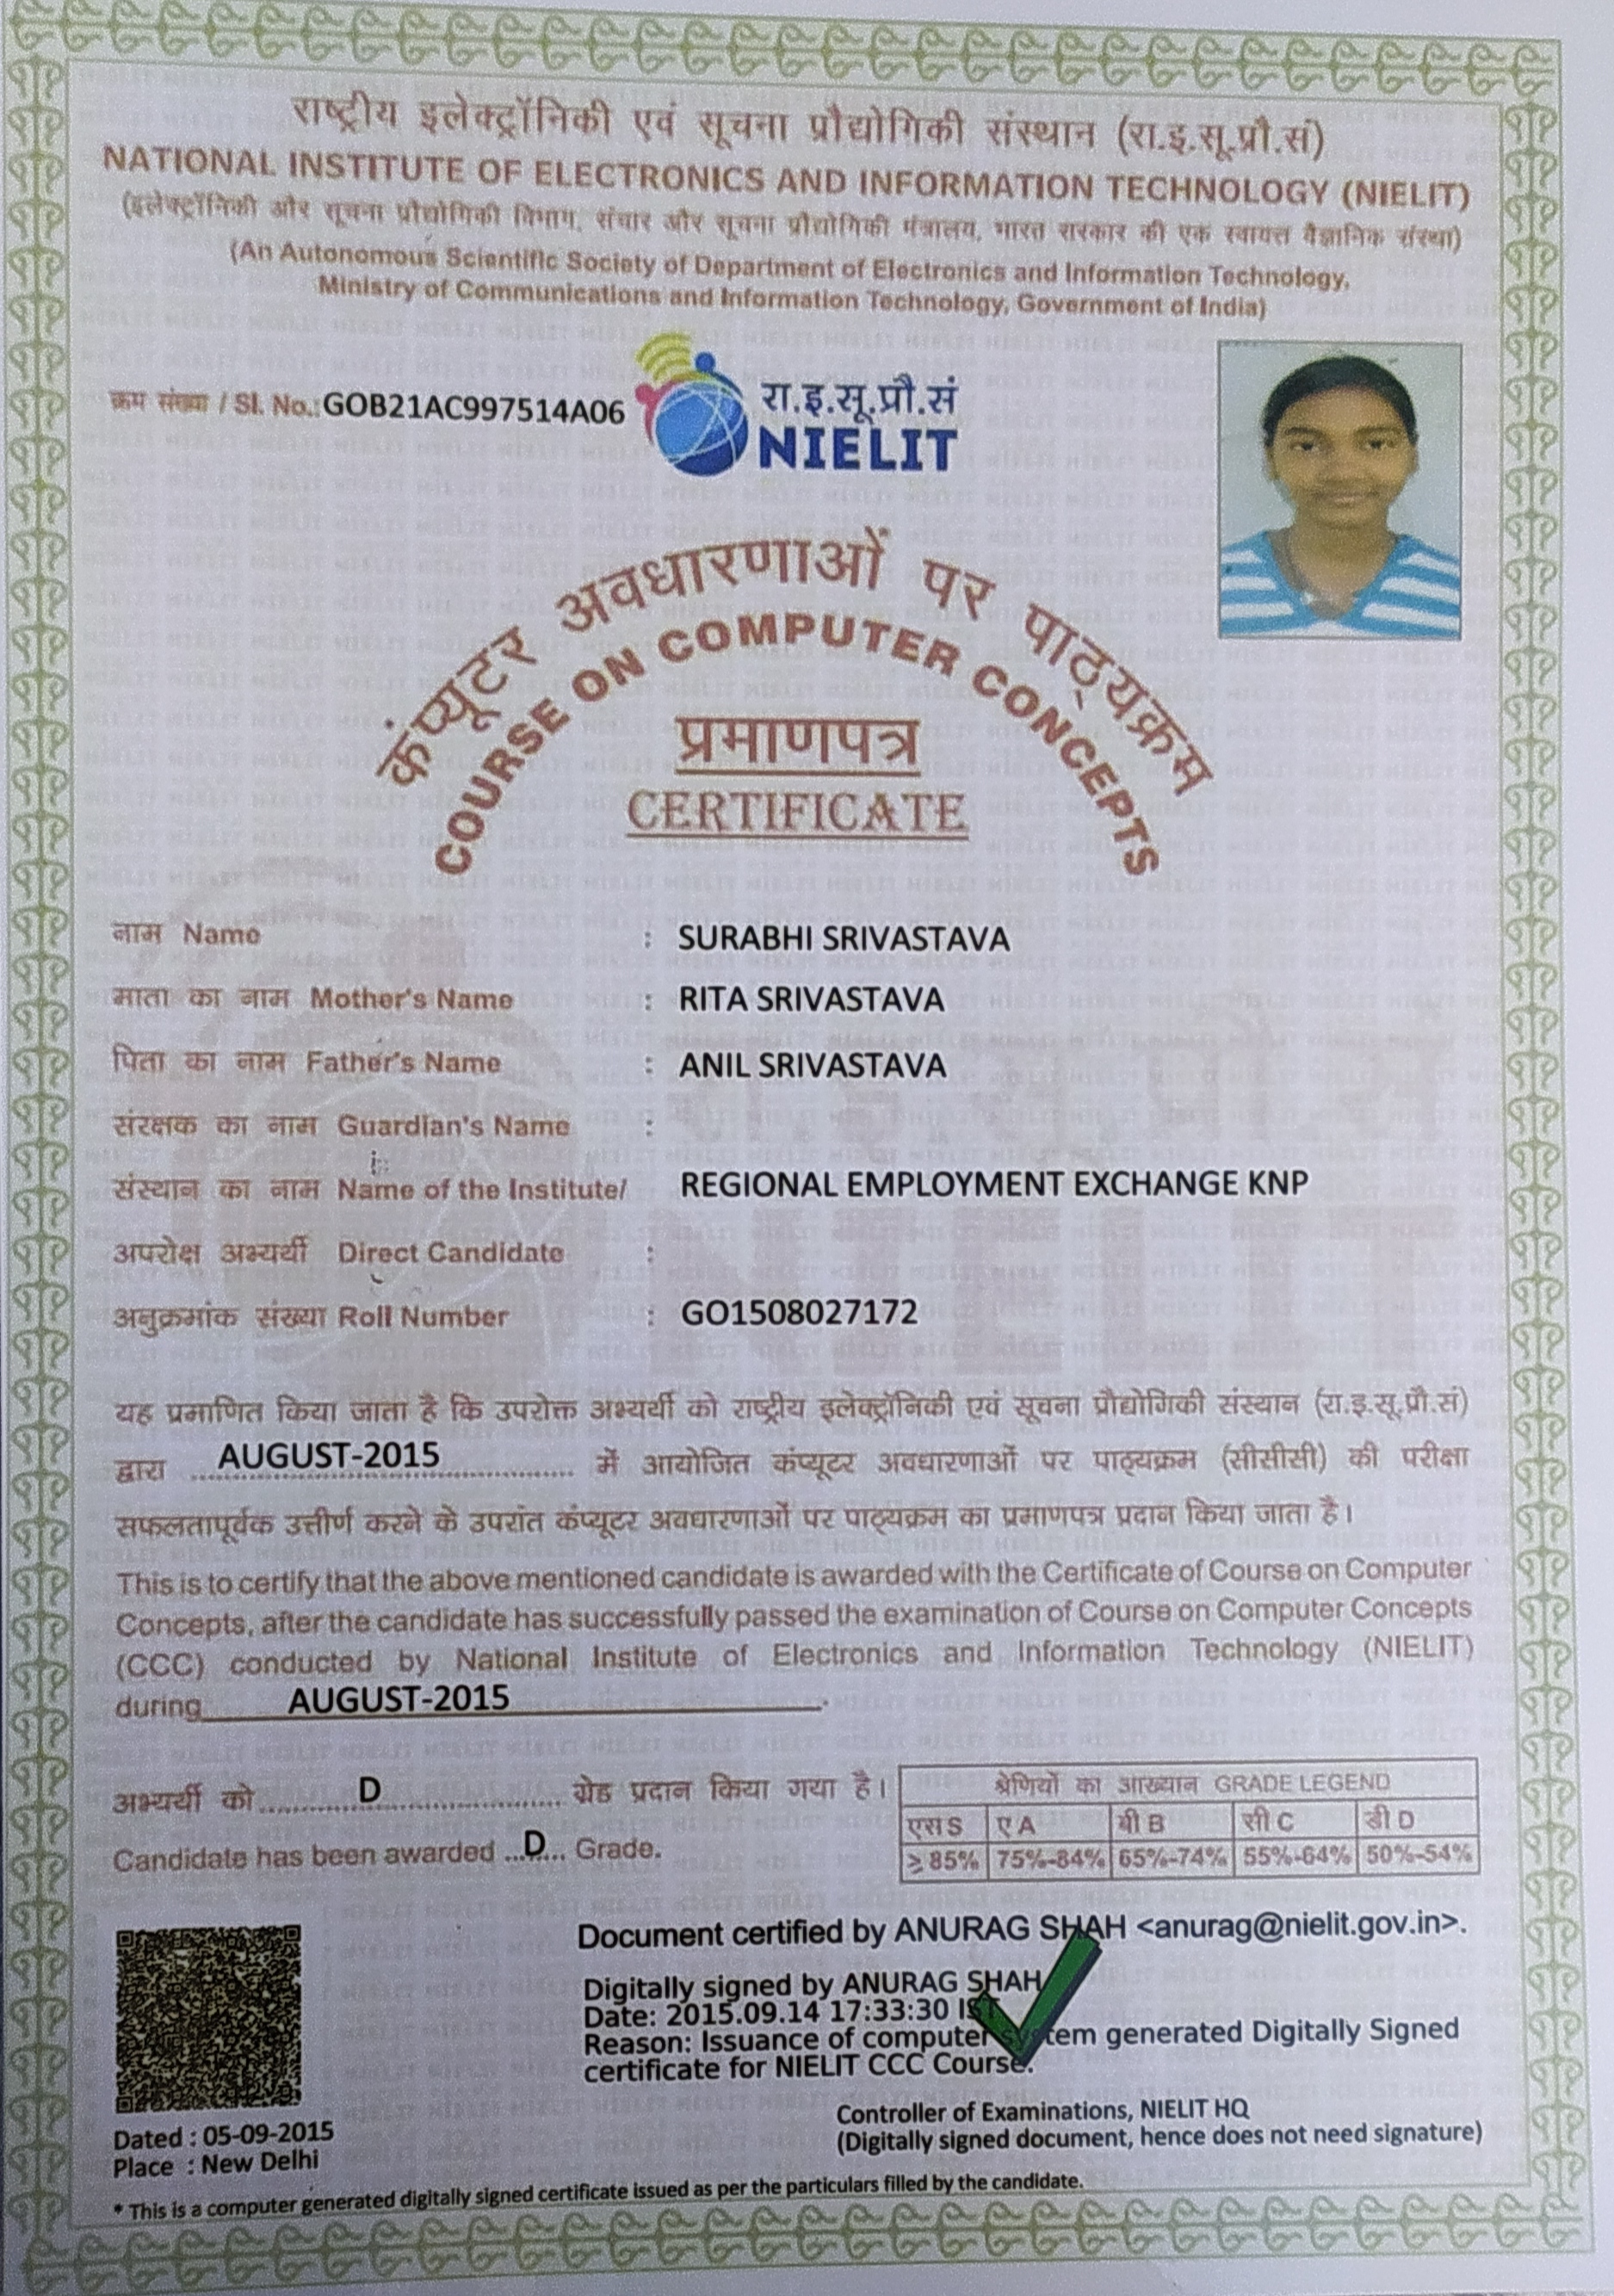 राष्ट्रीय इलेक्ट्रॉनिकी एवं सूचना प्रौद्योगिकी संस्थान (रा.इ.सू.प्रौ.सं)
NATIONAL INSTITUTE OF ELECTRONICS AND INFORMATION TECHNOLOGY (NIELIT)
(इलेक्ट्रॉनिकी और सूचना प्रौद्योगिकी विभाग, संचार और सूचना प्रौद्योगिकी मंत्रालय, भारत सरकार की एक स्वायत्त वैज्ञानिक संस्था)
(An Autonomous Scientific Society of Department of Electronics and Information Technology,
Ministry of Communications and Information Technology, Government of India)
क्रम संख्या / Sl. No.: GOB21AC997514A06
रा.इ.सू.प्रौ.सं
NIELIT
कंप्यूटर अवधारणाओं पर पाठ्यक्रम
COURSE ON COMPUTER CONCEPTS
प्रमाणपत्र
CERTIFICATE
नाम Name : SURABHI SRIVASTAVA
माता का नाम Mother's Name : RITA SRIVASTAVA
पिता का नाम Father's Name : ANIL SRIVASTAVA
संरक्षक का नाम Guardian's Name :
संस्थान का नाम Name of the Institute/ REGIONAL EMPLOYMENT EXCHANGE KNP
अपरोक्ष अभ्यर्थी Direct Candidate :
अनुक्रमांक संख्या Roll Number : GO1508027172
यह प्रमाणित किया जाता है कि उपरोक्त अभ्यर्थी को राष्ट्रीय इलेक्ट्रॉनिकी एवं सूचना प्रौद्योगिकी संस्थान (रा.इ.सू.प्रौ.सं)
द्वारा AUGUST-2015 में आयोजित कंप्यूटर अवधारणाओं पर पाठ्यक्रम (सीसीसी) की परीक्षा
सफलतापूर्वक उत्तीर्ण करने के उपरांत कंप्यूटर अवधारणाओं पर पाठ्यक्रम का प्रमाणपत्र प्रदान किया जाता है।
This is to certify that the above mentioned candidate is awarded with the Certificate of Course on Computer
Concepts, after the candidate has successfully passed the examination of Course on Computer Concepts
(CCC) conducted by National Institute of Electronics and Information Technology (NIELIT)
during AUGUST-2015.
अभ्यर्थी को D ग्रेड प्रदान किया गया है।
Candidate has been awarded ...D... Grade.
श्रेणियों का आख्यान GRADE LEGEND
एस S ए A बी B सी C डी D
≥ 85% 75%-84% 65%-74% 55%-64% 50%-54%
Document certified by ANURAG SHAH <anurag@nielit.gov.in>.
Digitally signed by ANURAG SHAH
Date: 2015.09.14 17:33:30 IST
Reason: Issuance of computer system generated Digitally Signed
certificate for NIELIT CCC Course.
Controller of Examinations, NIELIT HQ
(Digitally signed document, hence does not need signature)
Dated : 05-09-2015
Place : New Delhi
* This is a computer generated digitally signed certificate issued as per the particulars filled by the candidate.